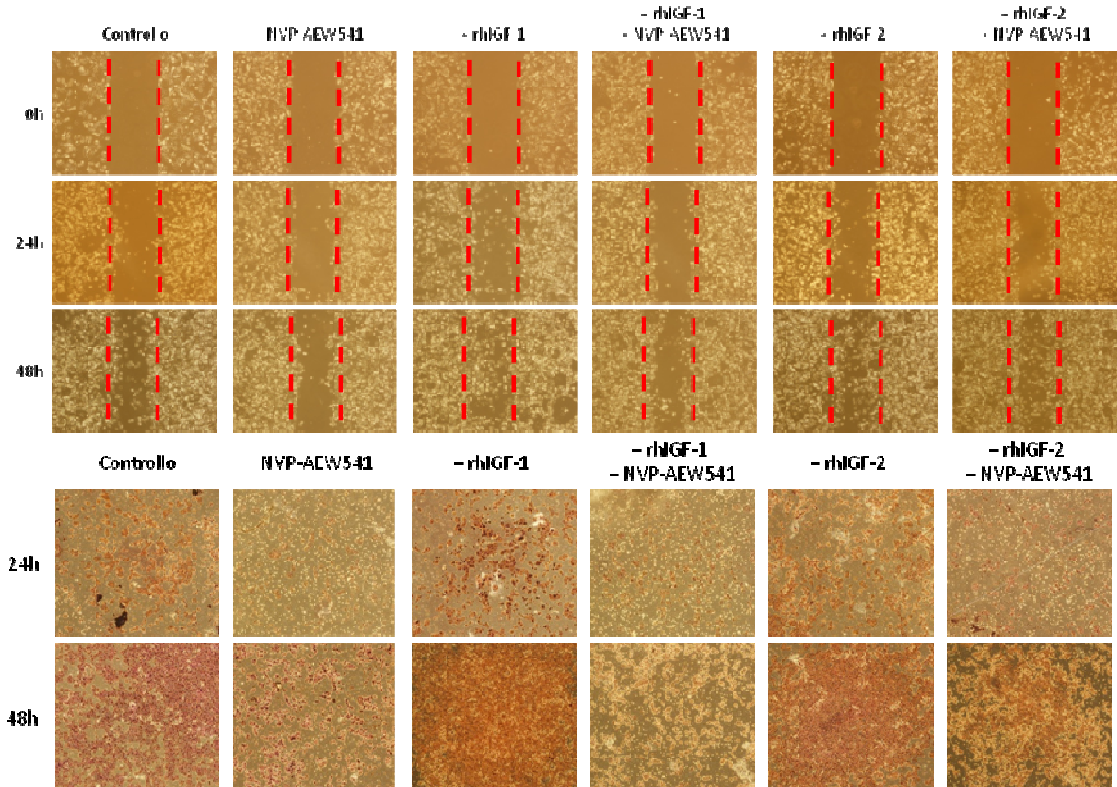 Controllo
NVP AEW541
- rhIGF 1
– rhIGF-1
- NVP AEW541
- rhIGF 2
– rhIGF-2
- NVP AEW541
0h
24h
48h
Controllo
NVP-AEW541
– rhIGF-1
– rhIGF-1
– NVP-AEW541
– rhIGF-2
– rhIGF-2
– NVP-AEW541
24h
48h